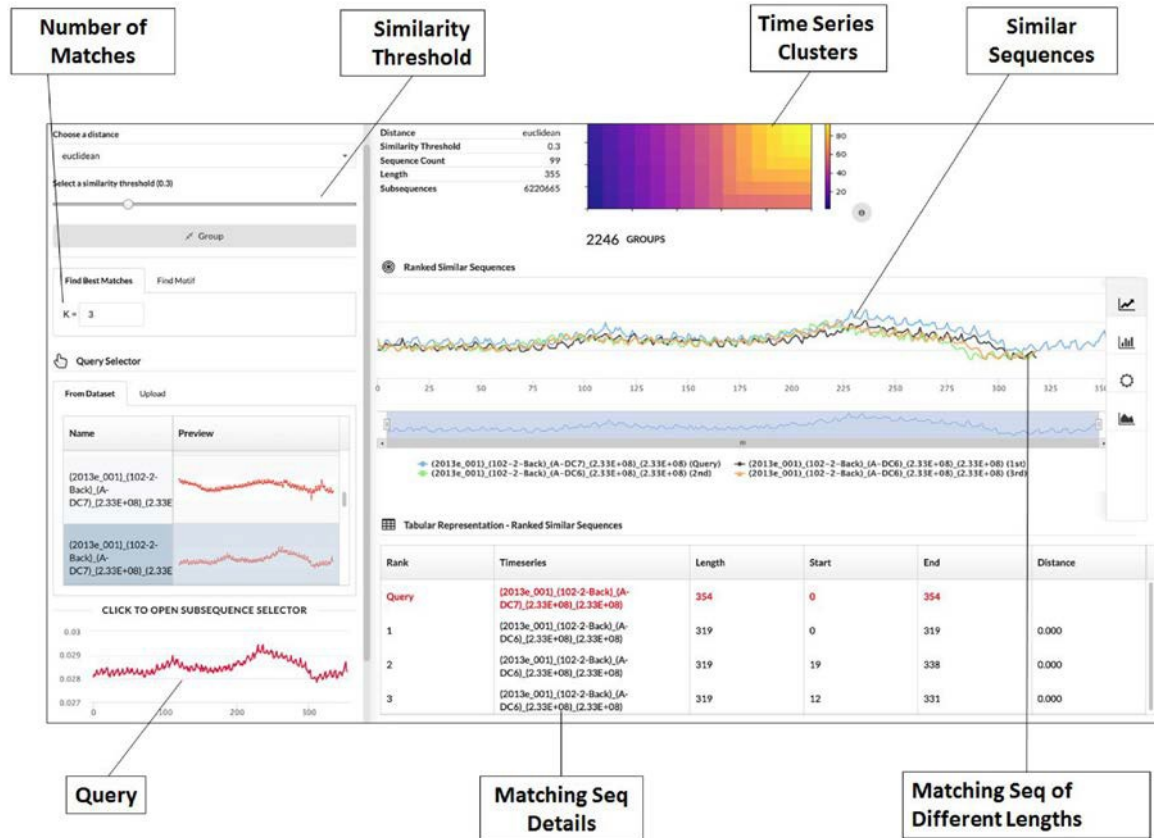 Number of
Matches
Similarity
Threshold
Time Series
Clusters
Similar
Sequences
Choose a distance
euclidean
Select a similarity threshold (0.3)
Group
Find Best Matches Find Motif
K = 3
Query Selector
From Dataset Upload
Name Preview
(2013e_001)_(102-2-
Back)_(A-
DC7)_(2.33E+08)_(2.33E
(2013e_001)_(102-2-
Back)_(A-
DC7)_(2.33E+08)_(2.33E
CLICK TO OPEN SUBSEQUENCE SELECTOR
0.03
0.029
0.028
0.027
0 100 200 300
Distance euclidean
Similarity Threshold 0.3
Sequence Count 99
Length 355
Subsequences 6220665
80
60
40
20
2246 GROUPS
Ranked Similar Sequences
0 25 50 75 100 125 150 175 200 225 250 275 300 325
(2013e_001)_(102-2-Back)_(A-DC7)_(2.33E+08)_(2.33E+08) (Query) (2013e_001)_(102-2-Back)_(A-DC6)_(2.33E+08)_(2.33E+08) (1st)
(2013e_001)_(102-2-Back)_(A-DC6)_(2.33E+08)_(2.33E+08) (2nd) (2013e_001)_(102-2-Back)_(A-DC6)_(2.33E+08)_(2.33E+08) (3rd)
Tabular Representation - Ranked Similar Sequences
Rank Timeseries Length Start End Distance
Query (2013e_001)_(102-2-Back)_(A- 354 0 354
DC7)_(2.33E+08)_(2.33E+08)
1 (2013e_001)_(102-2-Back)_(A- 319 0 319 0.000
DC6)_(2.33E+08)_(2.33E+08)
2 (2013e_001)_(102-2-Back)_(A- 319 19 338 0.000
DC6)_(2.33E+08)_(2.33E+08)
3 (2013e_001)_(102-2-Back)_(A- 319 12 331 0.000
DC6)_(2.33E+08)_(2.33E+08)
Query
Matching Seq
Details
Matching Seq of
Different Lengths